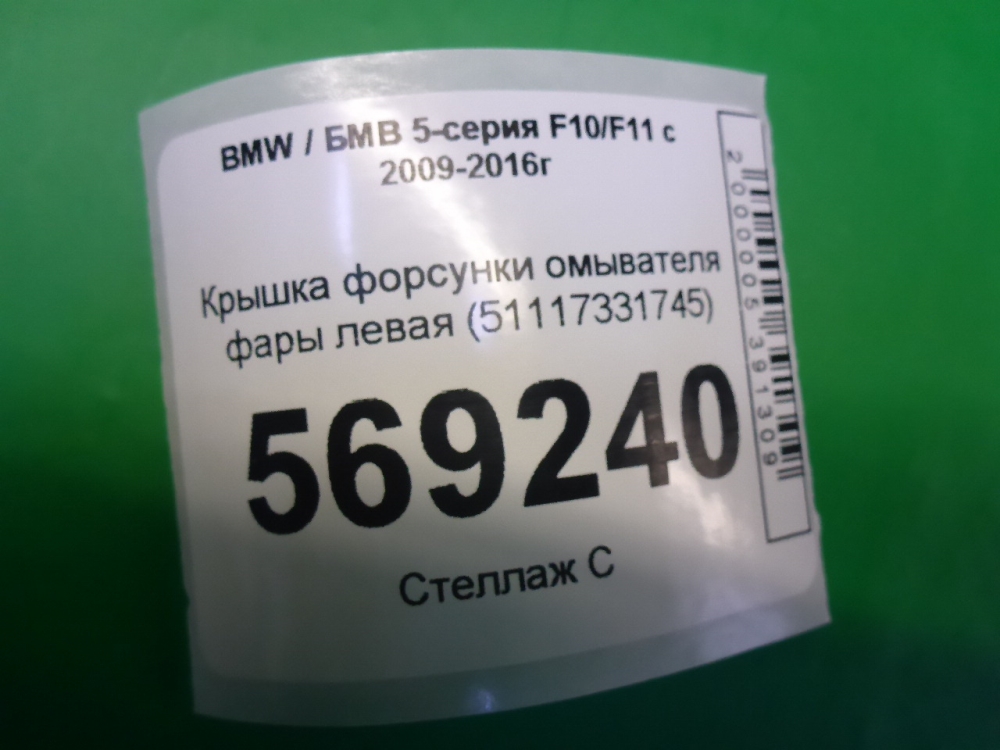 BMW / БМВ 5-серия F10/F11 с
2009-2016г
Крышка форсунки омывателя
фары левая (51117331745)
569240
Стеллаж С
2000005391309